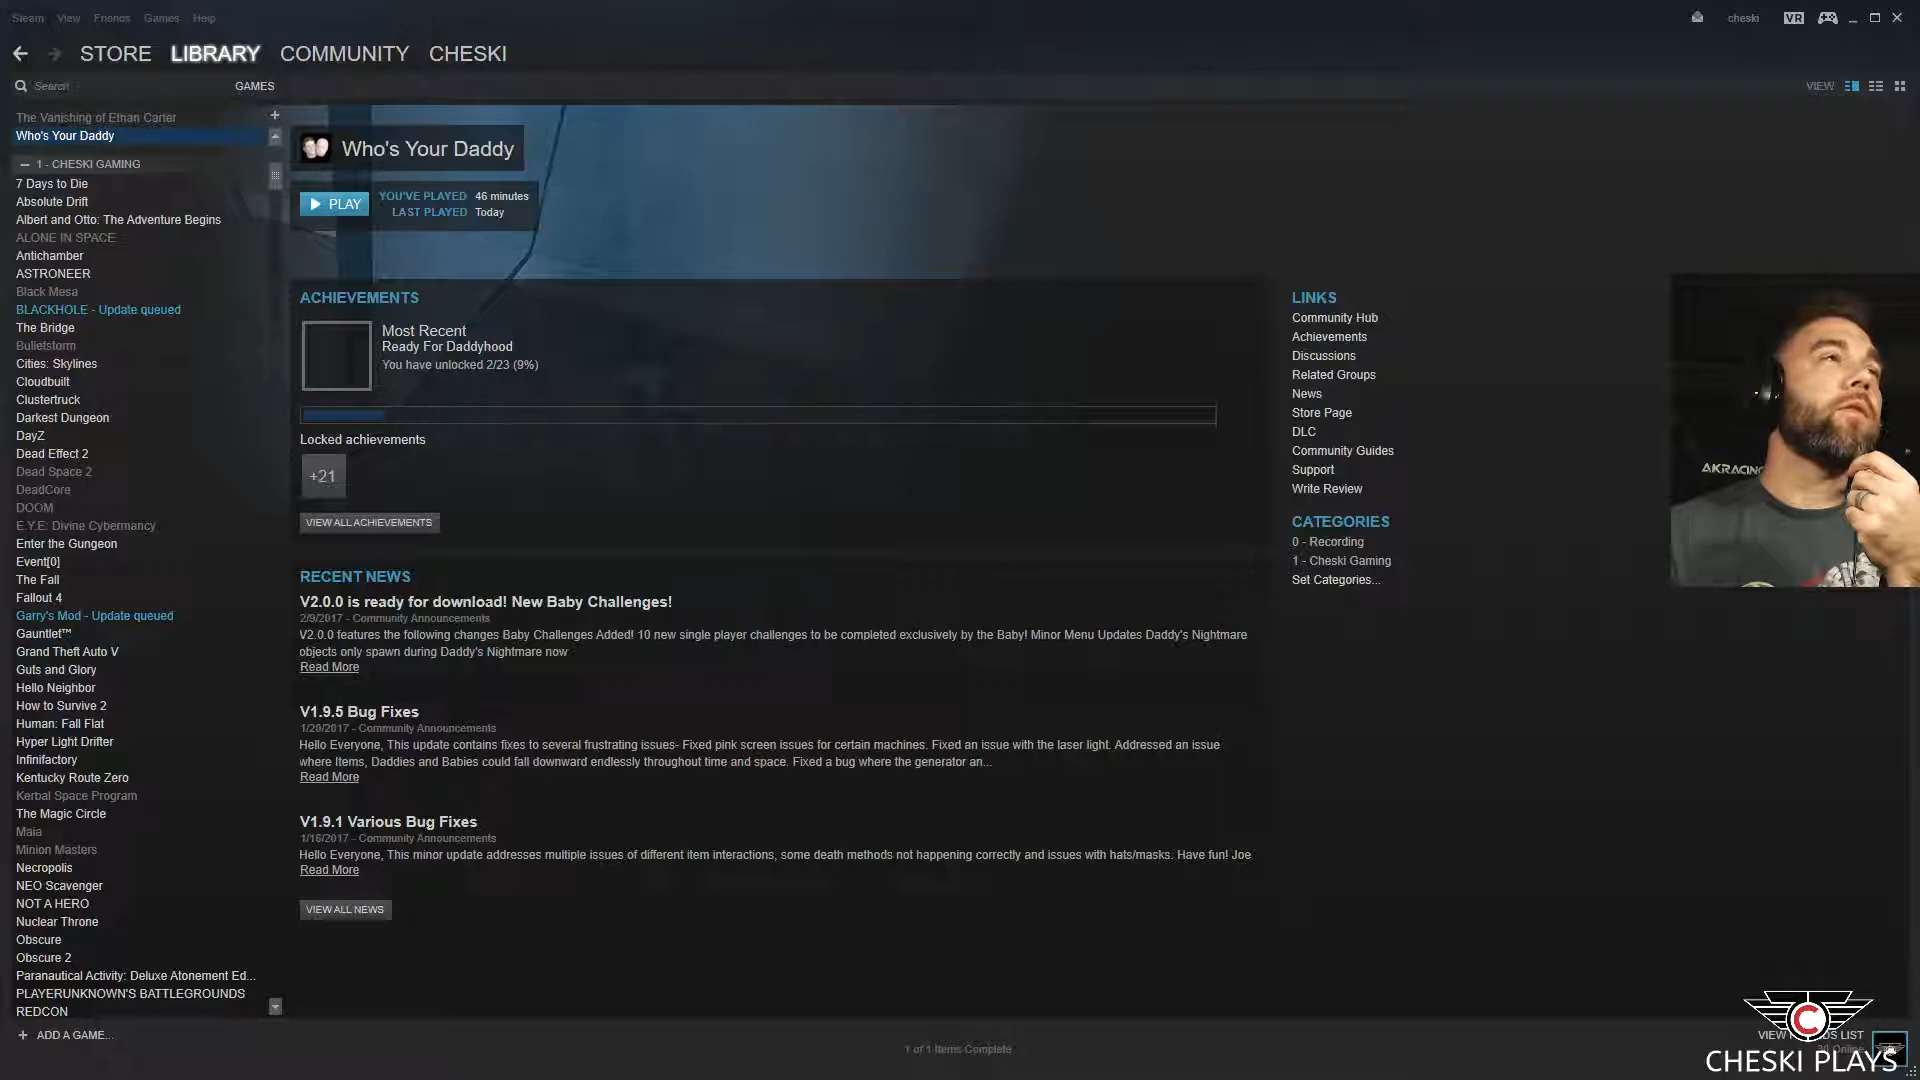 Steam View Friends Games Help
cheski VR
STORE LIBRARY COMMUNITY CHESKI
Search GAMES VIEW
The Vanishing of Ethan Carter
Who's Your Daddy
1 - CHESKI GAMING
7 Days to Die
Absolute Drift
Albert and Otto: The Adventure Begins
ALONE IN SPACE
Antichamber
ASTRONEER
Black Mesa
BLACKHOLE - Update queued
The Bridge
Bulletstorm
Cities: Skylines
Cloudbuilt
Clustertruck
Darkest Dungeon
DayZ
Dead Effect 2
Dead Space 2
DeadCore
DOOM
E.Y.E: Divine Cybermancy
Enter the Gungeon
Event[0]
The Fall
Fallout 4
Garry's Mod - Update queued
Gauntlet™
Grand Theft Auto V
Guts and Glory
Hello Neighbor
How to Survive 2
Human: Fall Flat
Hyper Light Drifter
Infinifactory
Kentucky Route Zero
Kerbal Space Program
The Magic Circle
Maia
Minion Masters
Necropolis
NEO Scavenger
NOT A HERO
Nuclear Throne
Obscure
Obscure 2
Paranautical Activity: Deluxe Atonement Ed...
PLAYERUNKNOWN'S BATTLEGROUNDS
REDCON
+ ADD A GAME...
Who's Your Daddy
PLAY
YOU'VE PLAYED 46 minutes
LAST PLAYED Today
ACHIEVEMENTS
Most Recent
Ready For Daddyhood
You have unlocked 2/23 (9%)
Locked achievements
+21
VIEW ALL ACHIEVEMENTS
RECENT NEWS
V2.0.0 is ready for download! New Baby Challenges!
2/9/2017 - Community Announcements
V2.0.0 features the following changes Baby Challenges Added! 10 new single player challenges to be completed exclusively by the Baby! Minor Menu Updates Daddy's Nightmare
objects only spawn during Daddy's Nightmare now
Read More
V1.9.5 Bug Fixes
1/20/2017 - Community Announcements
Hello Everyone, This update contains fixes to several frustrating issues- Fixed pink screen issues for certain machines. Fixed an issue with the laser light. Addressed an issue
where Items, Daddies and Babies could fall downward endlessly throughout time and space. Fixed a bug where the generator an...
Read More
V1.9.1 Various Bug Fixes
1/16/2017 - Community Announcements
Hello Everyone, This minor update addresses multiple issues of different item interactions, some death methods not happening correctly and issues with hats/masks. Have fun! Joe
Read More
VIEW ALL NEWS
LINKS
Community Hub
Achievements
Discussions
Related Groups
News
Store Page
DLC
Community Guides
Support
Write Review
CATEGORIES
0 - Recording
1 - Cheski Gaming
Set Categories...
AKRACING
1 of 1 Items Complete
VIEW LIST
Online
C
CHESKI PLAYS